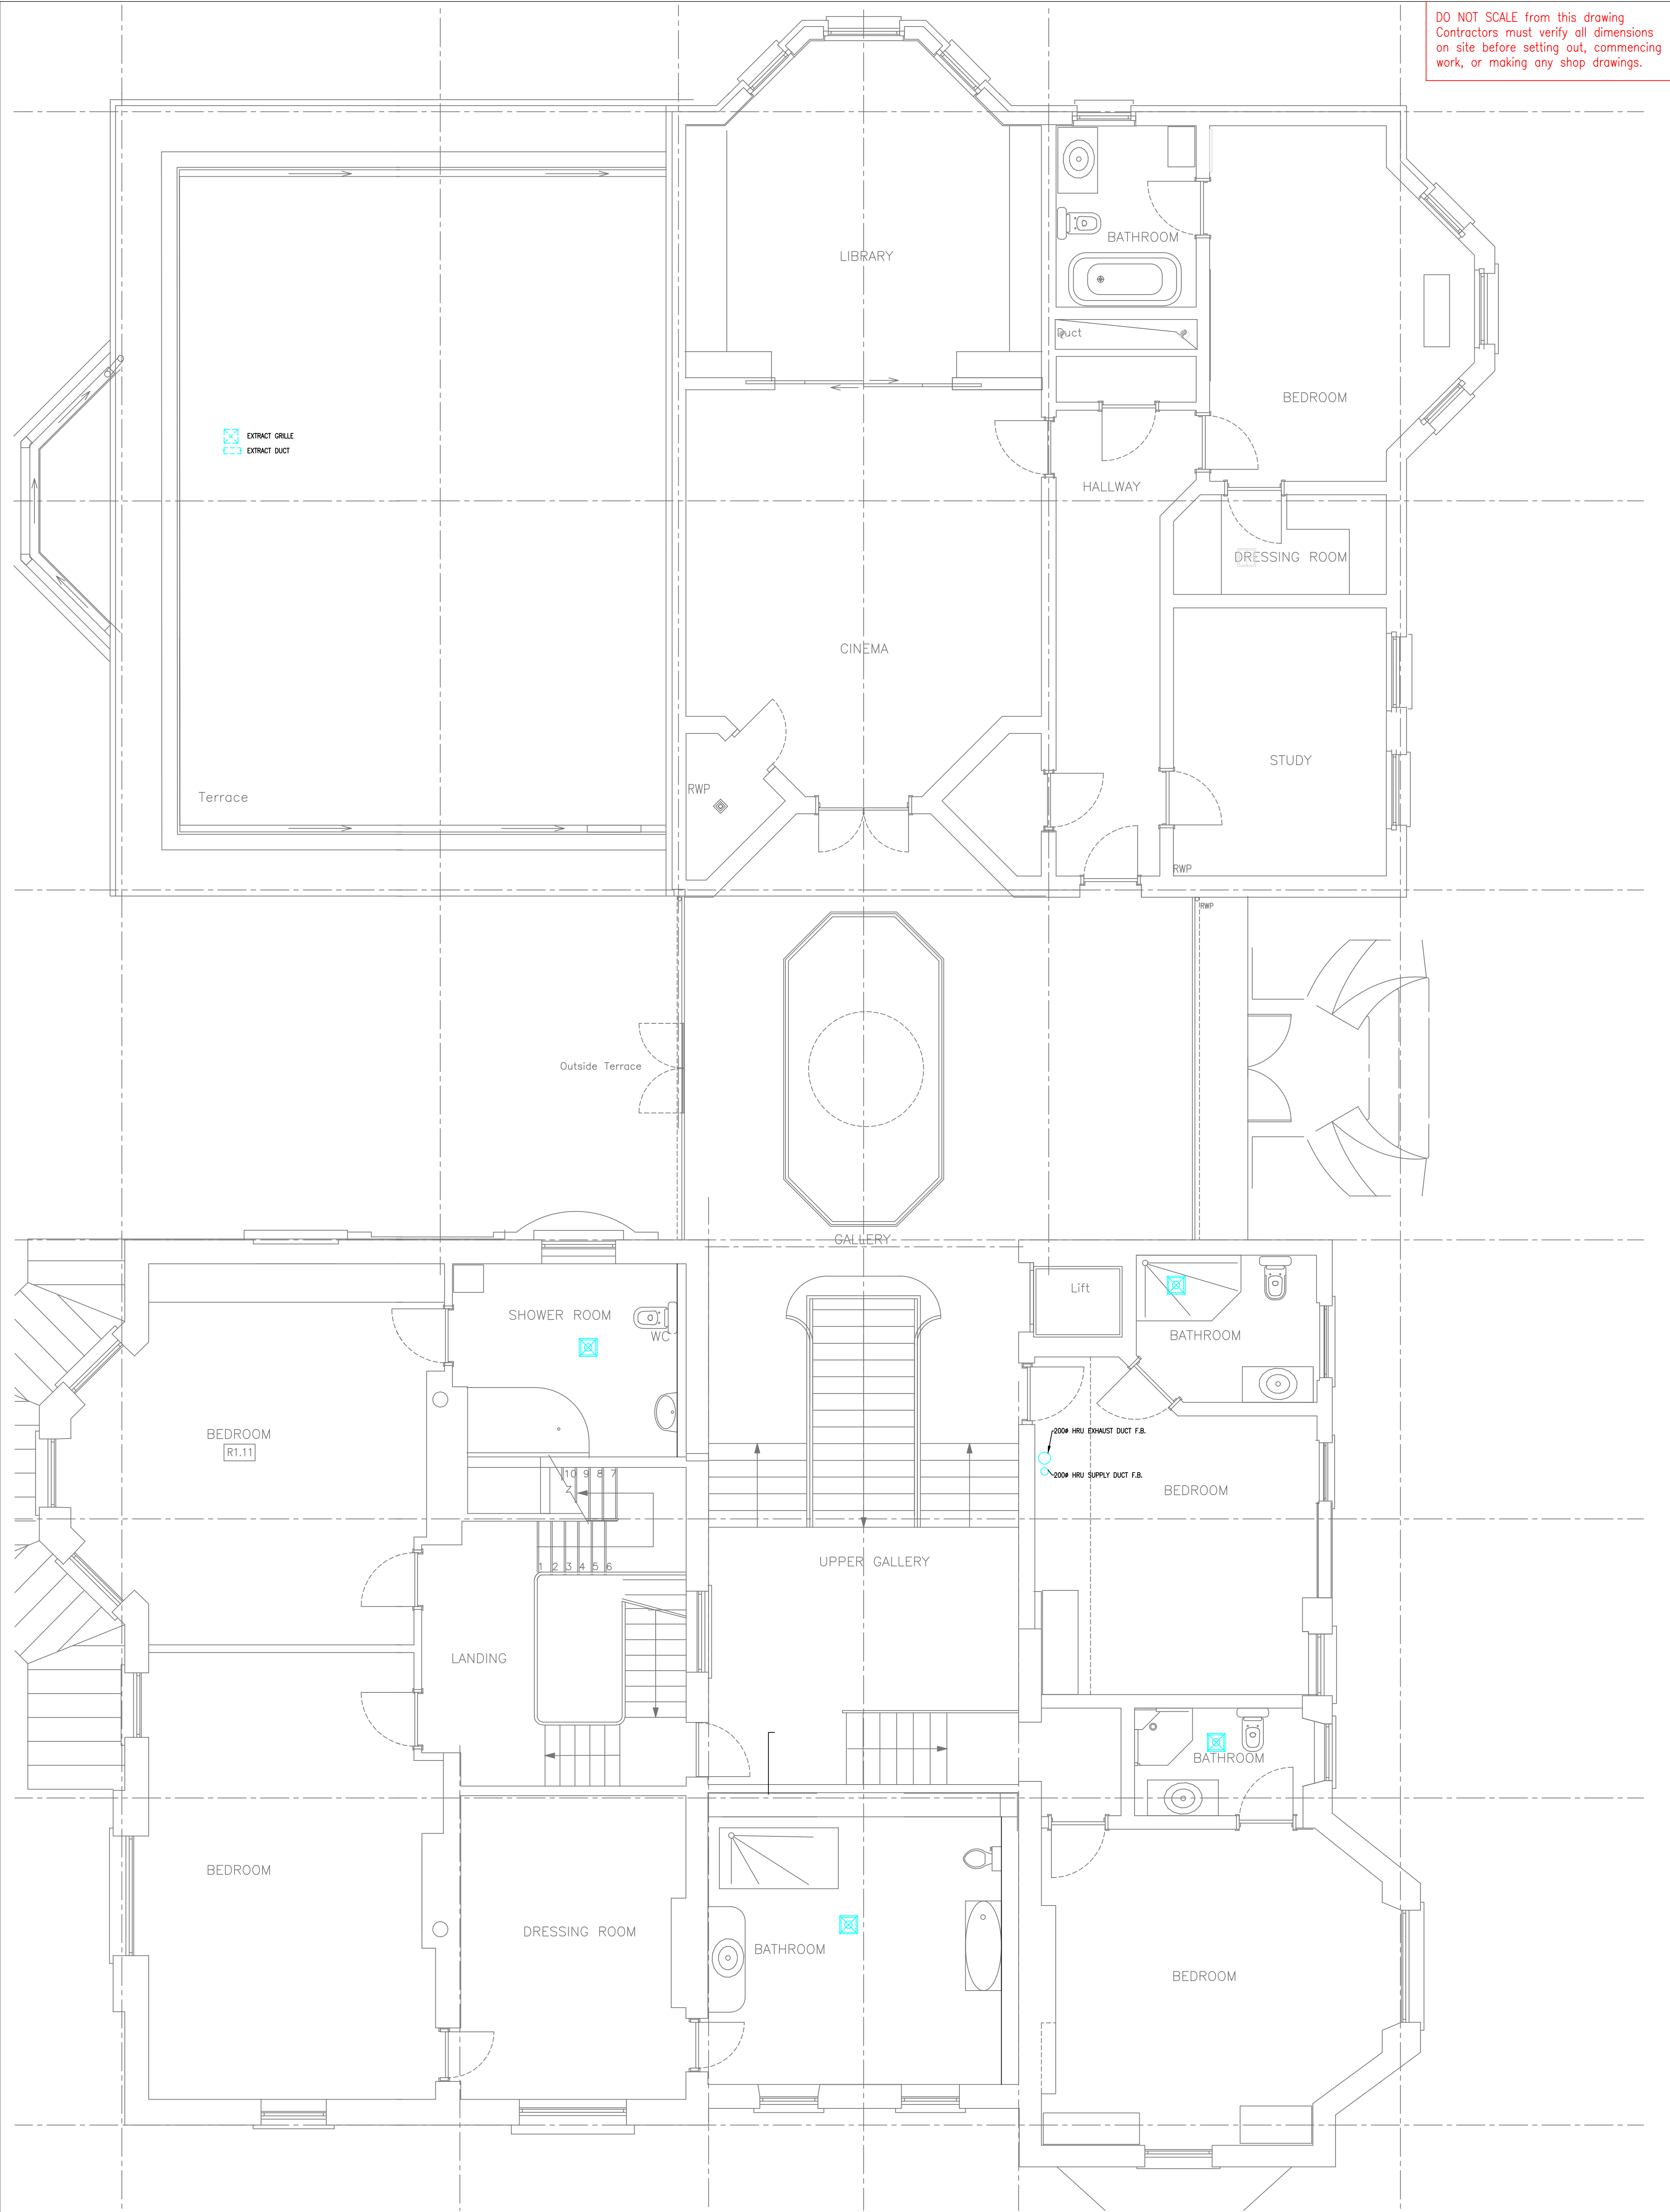 DO NOT SCALE from this drawing
Contractors must verify all dimensions
on site before setting out, commencing
work, or making any shop drawings.
LIBRARY
BATHROOM
Duct
BEDROOM
EXTRACT GRILLE
EXTRACT DUCT
HALLWAY
DRESSING ROOM
CINEMA
STUDY
RWP
Terrace
RWP
RWP
Outside Terrace
GALLERY
Lift
SHOWER ROOM
WC
BATHROOM
BEDROOM
R1.11
200ø HRU EXHAUST DUCT F.B.
200ø HRU SUPPLY DUCT F.B.
10 9 8 7
BEDROOM
1 2 3 4 5 6
UPPER GALLERY
LANDING
BATHROOM
BEDROOM
DRESSING ROOM
BATHROOM
BEDROOM